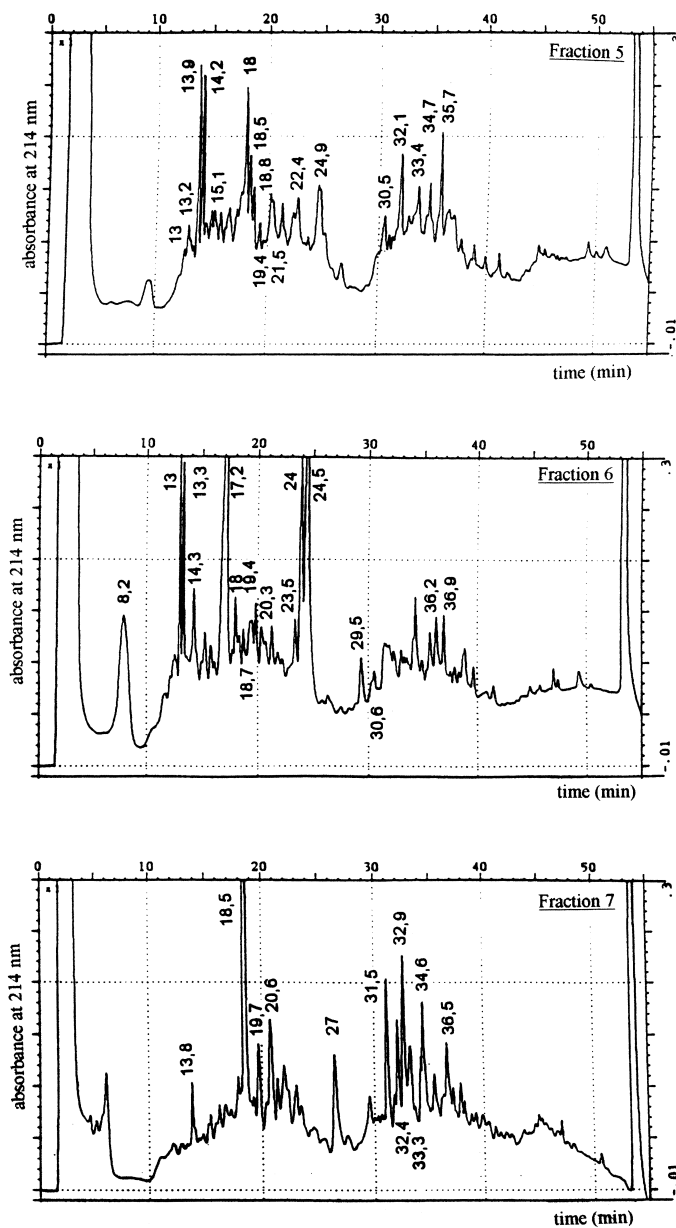 0 10 20 30 40 50
Fraction 5
13 13,2 13,9 14,2 15,1 18 18,5 18,8 19,4 21,5 22,4 24,9 30,5 32,1 33,4 34,7 35,7
absorbance at 214 nm
-.01
time (min)
0 10 20 30 40 50
.3
Fraction 6
8,2 13 13,3 14,3 17,2 18 18,7 19,4 20,3 23,5 24 24,5 29,5 30,6 36,2 36,9
absorbance at 214 nm
-.01
time (min)
0 10 20 30 40 50
.3
Fraction 7
13,8 18,5 19,7 20,6 27 31,5 32,4 32,9 33,3 34,6 36,5
absorbance at 214 nm
-.01
time (min)